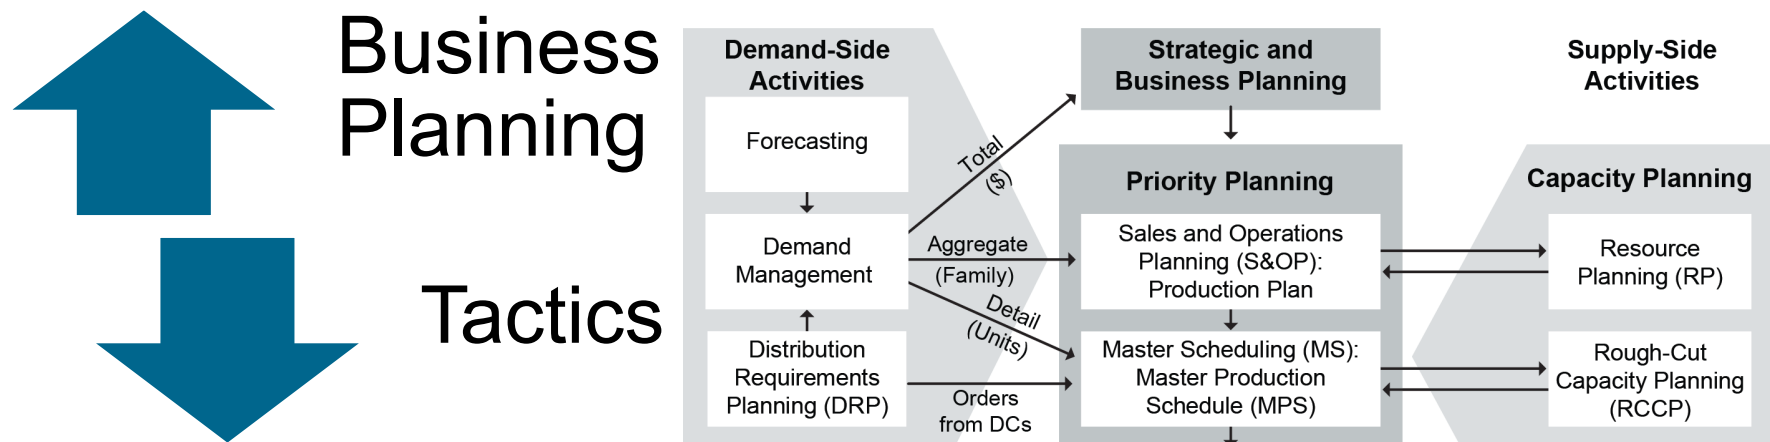 Business
Planning
Tactics
Demand-Side
Activities
Forecasting
Demand
Management
Distribution
Requirements
Planning (DRP)
Total
($)
Aggregate
(Family)
Detail
(Units)
Orders
from DCs
Strategic and
Business Planning
Priority Planning
Sales and Operations
Planning (S&OP):
Production Plan
Master Scheduling (MS):
Master Production
Schedule (MPS)
Supply-Side
Activities
Capacity Planning
Resource
Planning (RP)
Rough-Cut
Capacity Planning
(RCCP)